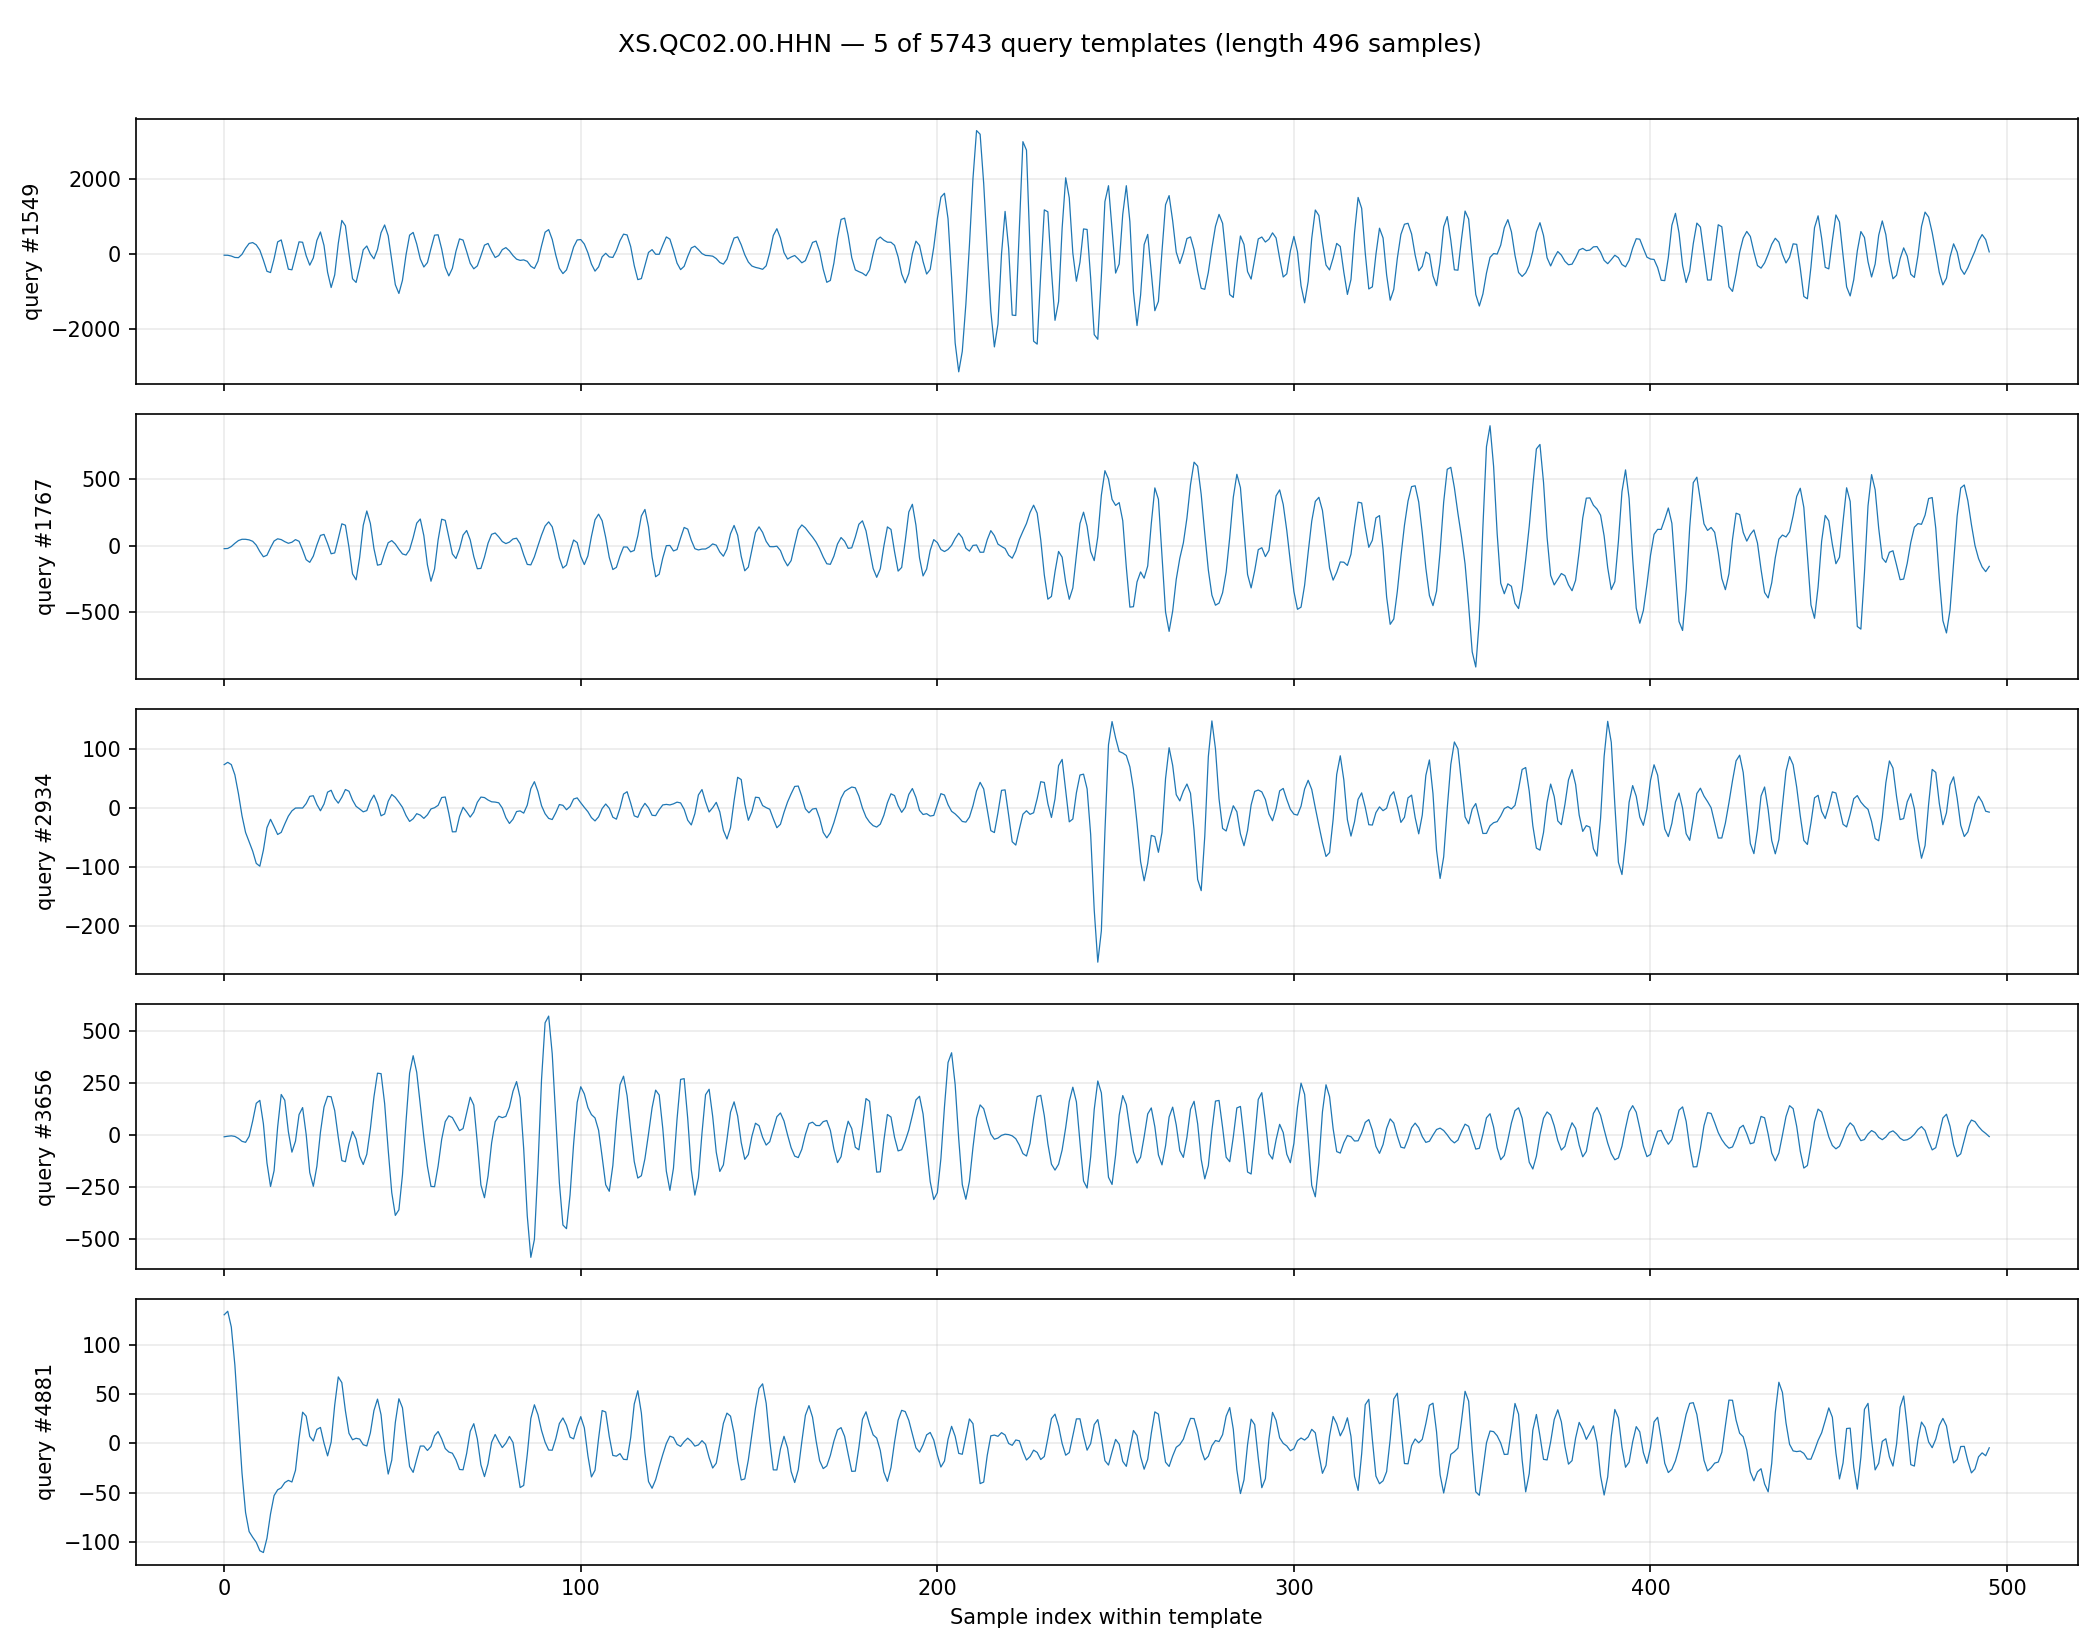 XS.QC02.00.HHN — 5 of 5743 query templates (length 496 samples)
query #1549
2000
0
−2000
query #1767
500
0
−500
query #2934
100
0
−100
−200
query #3656
500
250
0
−250
−500
query #4881
100
50
0
−50
−100
0 100 200 300 400 500
Sample index within template